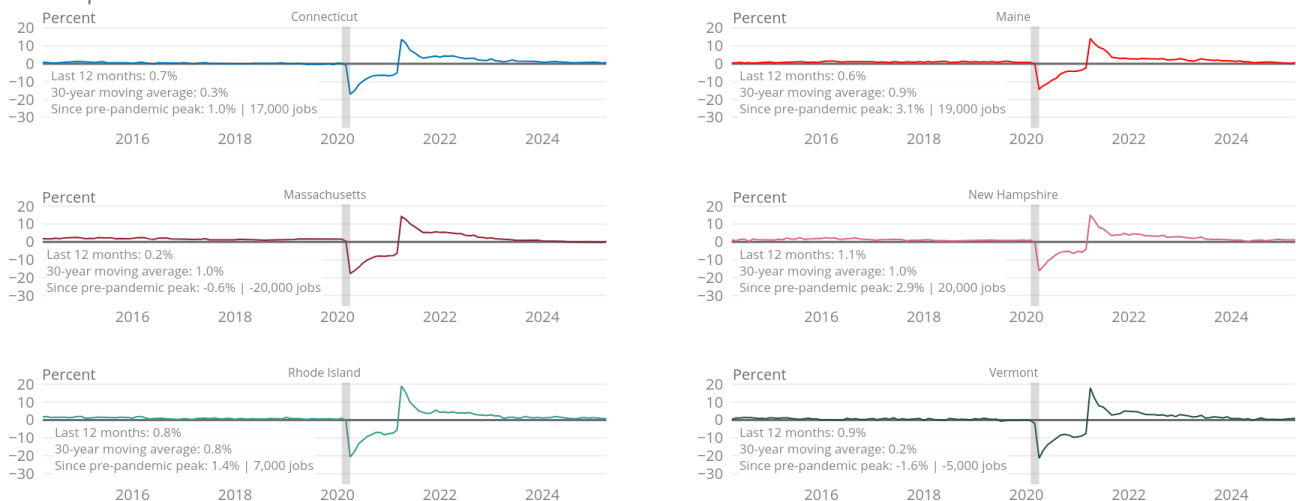 Connecticut
Percent
20
10
0
−10
−20
−30
Last 12 months: 0.7%
30-year moving average: 0.3%
Since pre-pandemic peak: 1.0% | 17,000 jobs
2016 2018 2020 2022 2024
Maine
Percent
20
10
0
−10
−20
−30
Last 12 months: 0.6%
30-year moving average: 0.9%
Since pre-pandemic peak: 3.1% | 19,000 jobs
2016 2018 2020 2022 2024
Massachusetts
Percent
20
10
0
−10
−20
−30
Last 12 months: 0.2%
30-year moving average: 1.0%
Since pre-pandemic peak: -0.6% | -20,000 jobs
2016 2018 2020 2022 2024
New Hampshire
Percent
20
10
0
−10
−20
−30
Last 12 months: 1.1%
30-year moving average: 1.0%
Since pre-pandemic peak: 2.9% | 20,000 jobs
2016 2018 2020 2022 2024
Rhode Island
Percent
20
10
0
−10
−20
−30
Last 12 months: 0.8%
30-year moving average: 0.8%
Since pre-pandemic peak: 1.4% | 7,000 jobs
2016 2018 2020 2022 2024
Vermont
Percent
20
10
0
−10
−20
−30
Last 12 months: 0.9%
30-year moving average: 0.2%
Since pre-pandemic peak: -1.6% | -5,000 jobs
2016 2018 2020 2022 2024